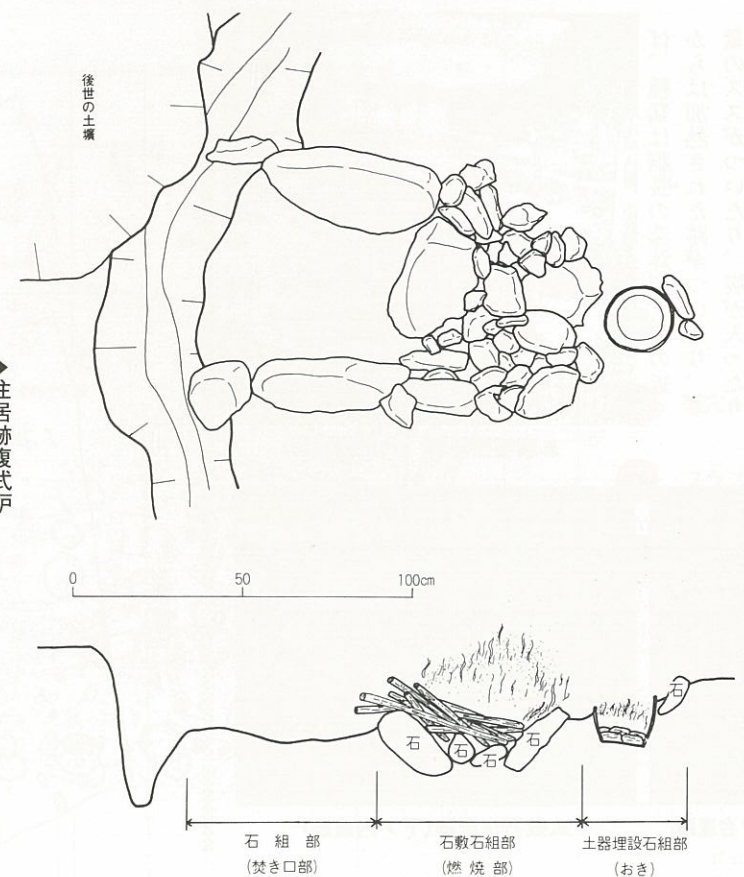 後世の土壙
◆住居跡複式炉
0 50 100cm
石
石
石
石
石
石組部
(焚き口部)
石敷石組部
(燃焼部)
土器埋設石組部
(おき)